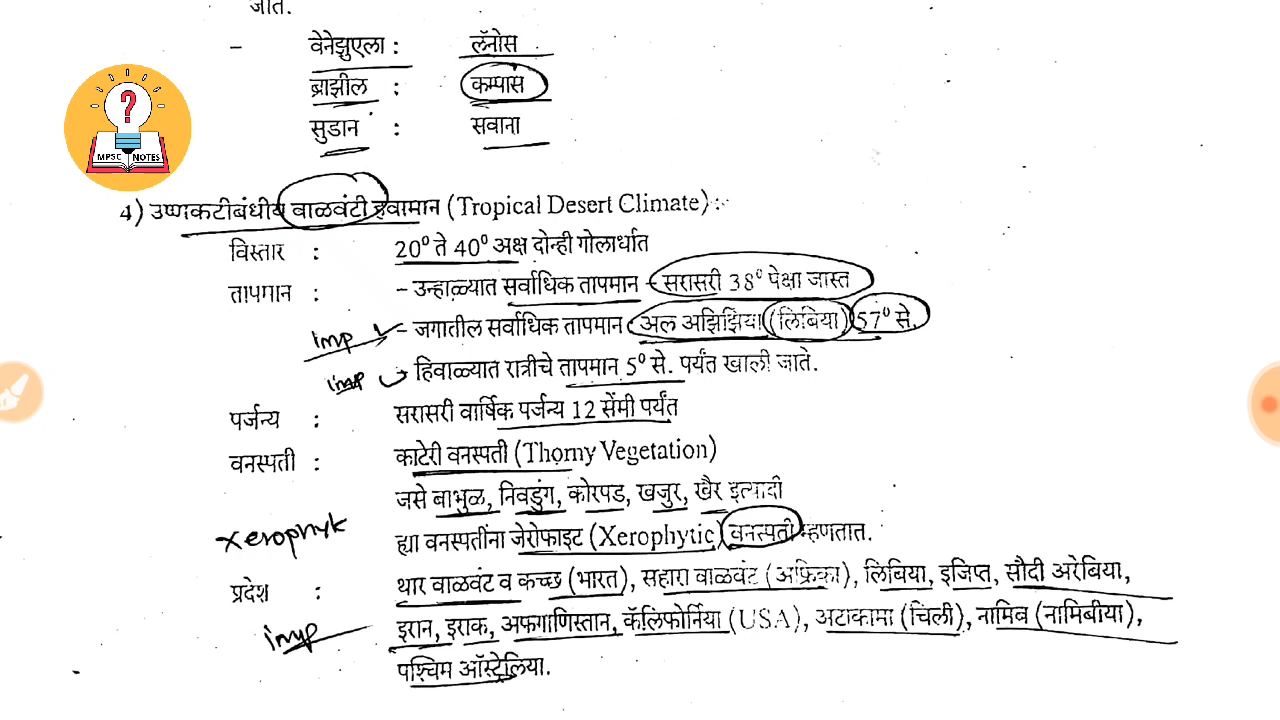 जात.
- वेनेझुएला : लॅनोस
ब्राझील : कम्पास
सुडान : सवाना
MPSC NOTES
4) उष्णकटीबंधीय वाळवंटी हवामान (Tropical Desert Climate) :-
विस्तार : 20° ते 40° अक्ष दोन्ही गोलार्धात
तापमान : - उन्हाळ्यात सर्वाधिक तापमान - सरासरी 38° पेक्षा जास्त
imp - जगातील सर्वाधिक तापमान : अल अझिझिया (लिबिया) 57° से.
imp - हिवाळ्यात रात्रीचे तापमान 5° से. पर्यंत खाली जाते.
पर्जन्य : सरासरी वार्षिक पर्जन्य 12 सेंमी पर्यंत
वनस्पती : काटेरी वनस्पती (Thorny Vegetation)
जसे बाभुळ, निवडुंग, कोरपड, खजुर, खैर इत्यादी
Xerophyk ह्या वनस्पतींना जेरोफाइट (Xerophytic) वनस्पती म्हणतात.
प्रदेश : थार वाळवंट व कच्छ (भारत), सहारा वाळवंट (अफ्रिका), लिबिया, इजिप्त, सौदी अरेबिया,
imp इरान, इराक, अफगाणिस्तान, कॅलिफोर्निया (USA), अटाकामा (चिली), नामिब (नामिबीया),
पश्चिम ऑस्ट्रेलिया.